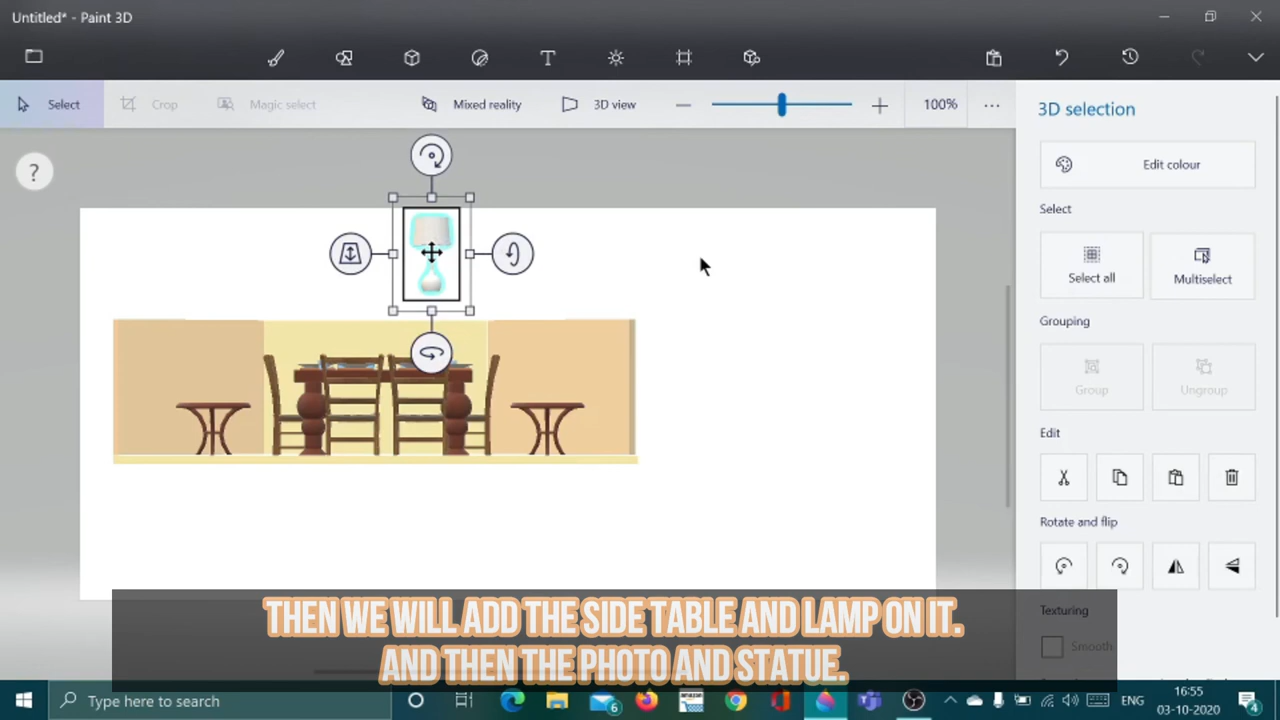 Untitled* - Paint 3D
Select
Crop
Magic select
Mixed reality
3D view
100%
?
3D selection
Edit colour
Select
Select all
Multiselect
Grouping
Group
Ungroup
Edit
Rotate and flip
Texturing
Smooth
THEN WE WILL ADD THE SIDE TABLE AND LAMP ON IT.
AND THEN THE PHOTO AND STATUE.
Type here to search
6
ENG
16:55
03-10-2020
4